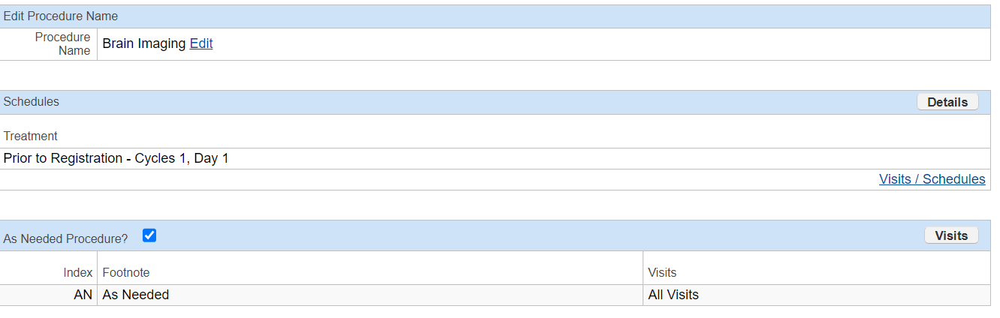 Edit Procedure Name
Procedure
Name
Brain Imaging Edit
Schedules
Details
Treatment
Prior to Registration - Cycles 1, Day 1
Visits / Schedules
As Needed Procedure?
Visits
Index Footnote Visits
AN As Needed All Visits